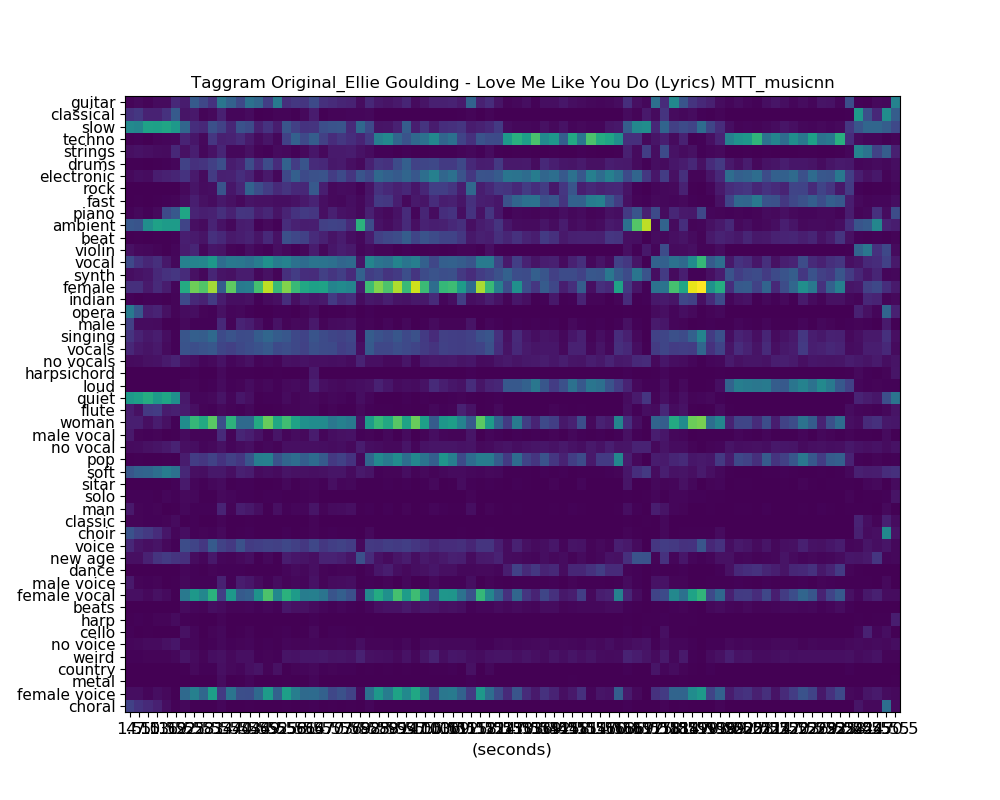 Taggram Original_Ellie Goulding - Love Me Like You Do (Lyrics) MTT_musicnn
guitar
classical
slow
techno
strings
drums
electronic
rock
fast
piano
ambient
beat
violin
vocal
synth
female
indian
opera
male
singing
vocals
no vocals
harpsichord
loud
quiet
flute
woman
male vocal
no vocal
pop
soft
sitar
solo
man
classic
choir
voice
new age
dance
male voice
female vocal
beats
harp
cello
no voice
weird
country
metal
female voice
choral
(seconds)